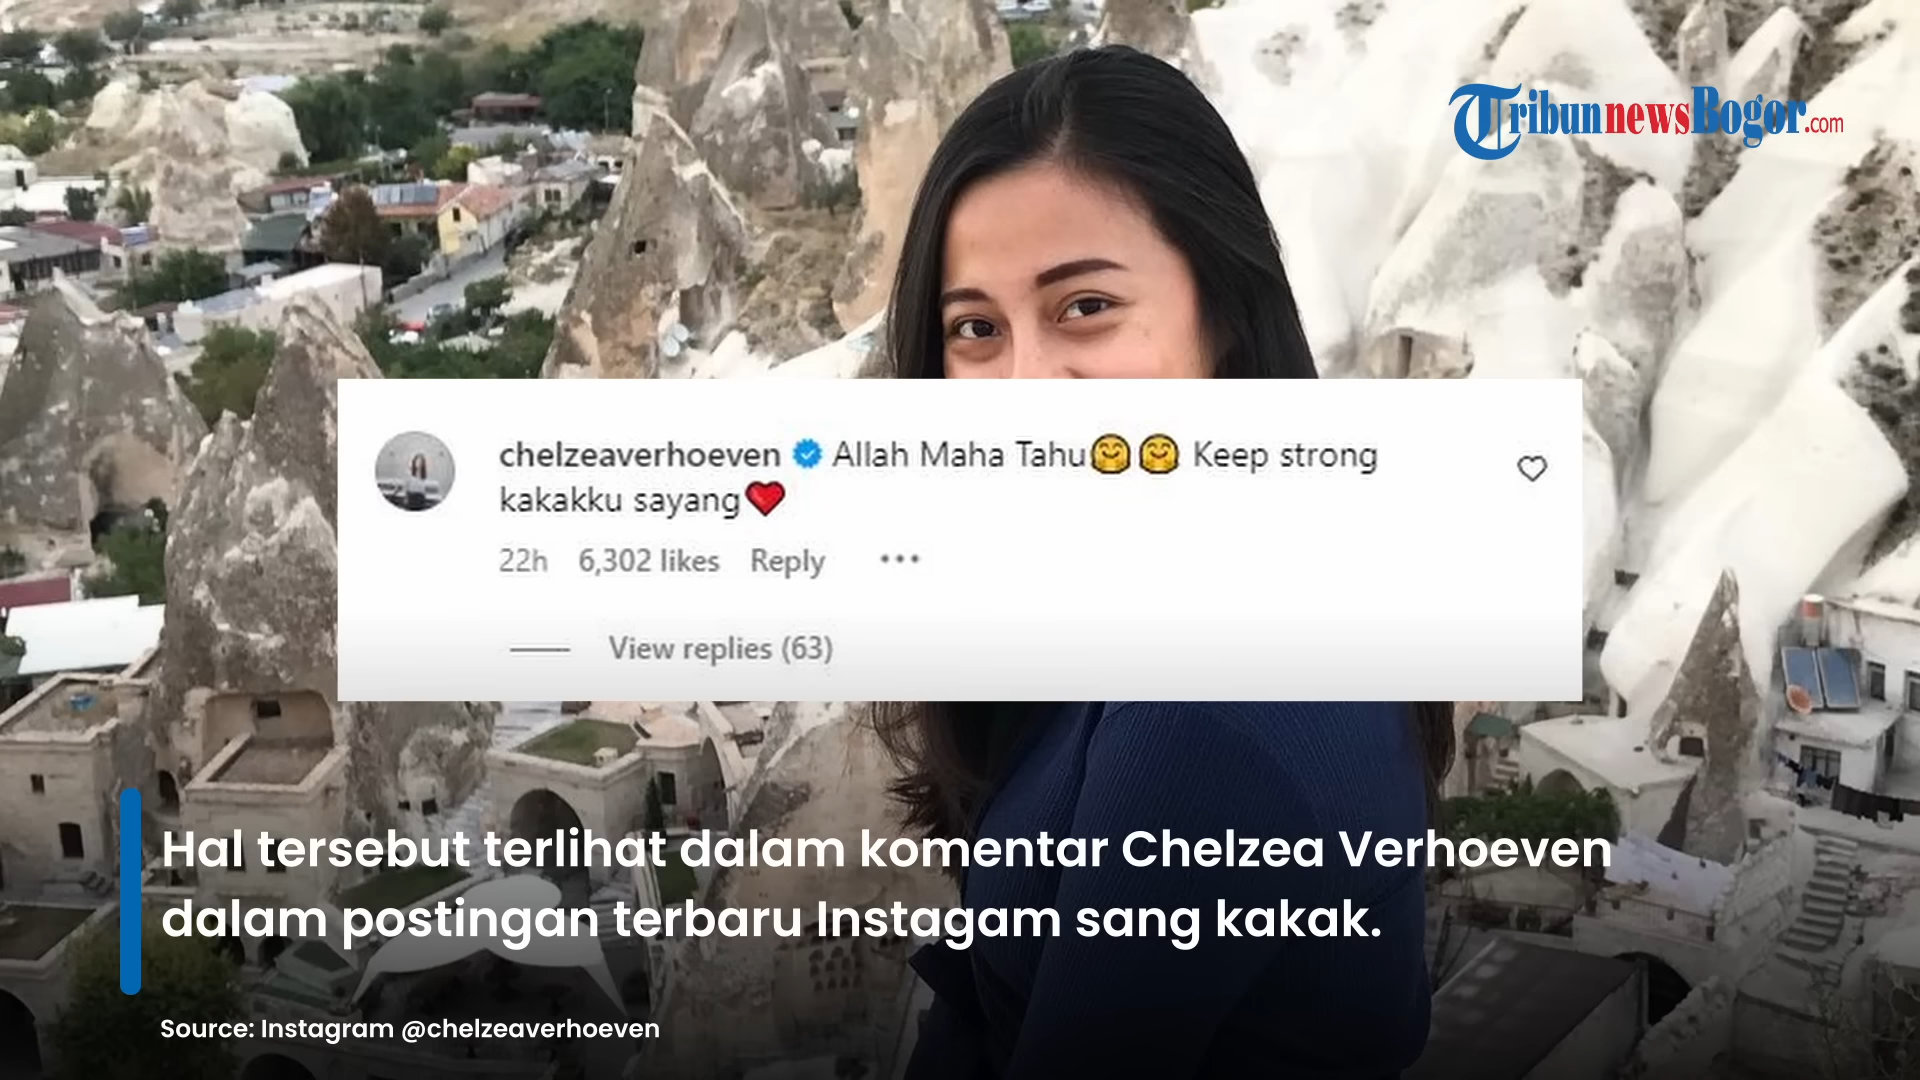 TribunnewsBogor.com
chelzeaverhoeven Allah Maha Tahu🤗🤗 Keep strong
kakakku sayang❤️
22h 6,302 likes Reply •••
View replies (63)
Hal tersebut terlihat dalam komentar Chelzea Verhoeven
dalam postingan terbaru Instagam sang kakak.
Source: Instagram @chelzeaverhoeven